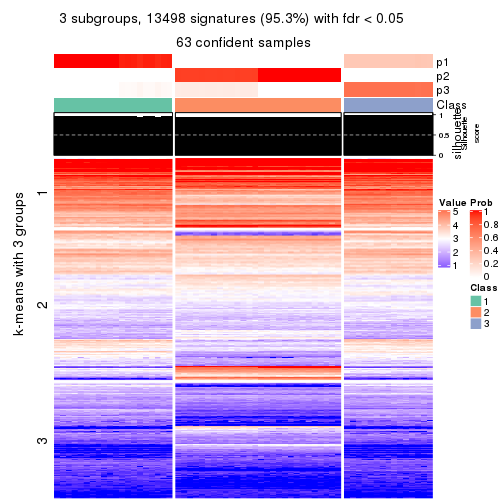 3 subgroups, 13498 signatures (95.3%) with fdr < 0.05
63 confident samples
p1
p2
p3
Class
silhouette
Silhouette
score
1
0.5
0
k-means with 3 groups
1
2
3
Value
5
4
3
2
1
Prob
1
0.8
0.6
0.4
0.2
0
Class
1
2
3